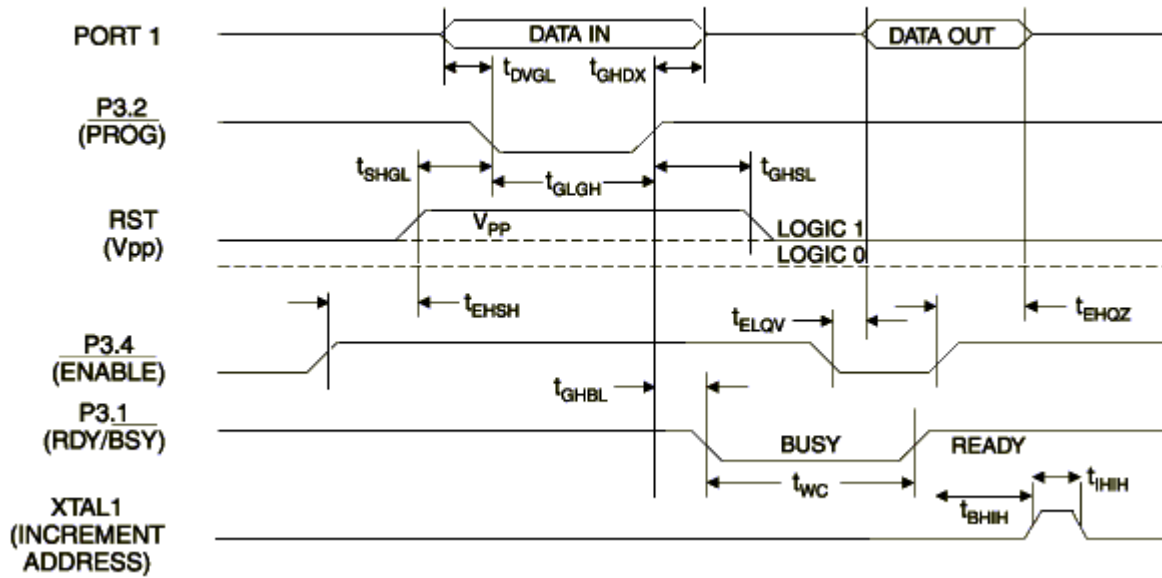 PORT 1
DATA IN
DATA OUT
tDVGL
tGHDX
P3.2
(PROG)
tSHGL
tGLGH
tGHSL
RST
(Vpp)
VPP
LOGIC 1
LOGIC 0
tEHSH
tELQV
tEHQZ
P3.4
(ENABLE)
tGHBL
P3.1
(RDY/BSY)
BUSY
READY
tWC
tIHIH
tBHIH
XTAL1
(INCREMENT
ADDRESS)